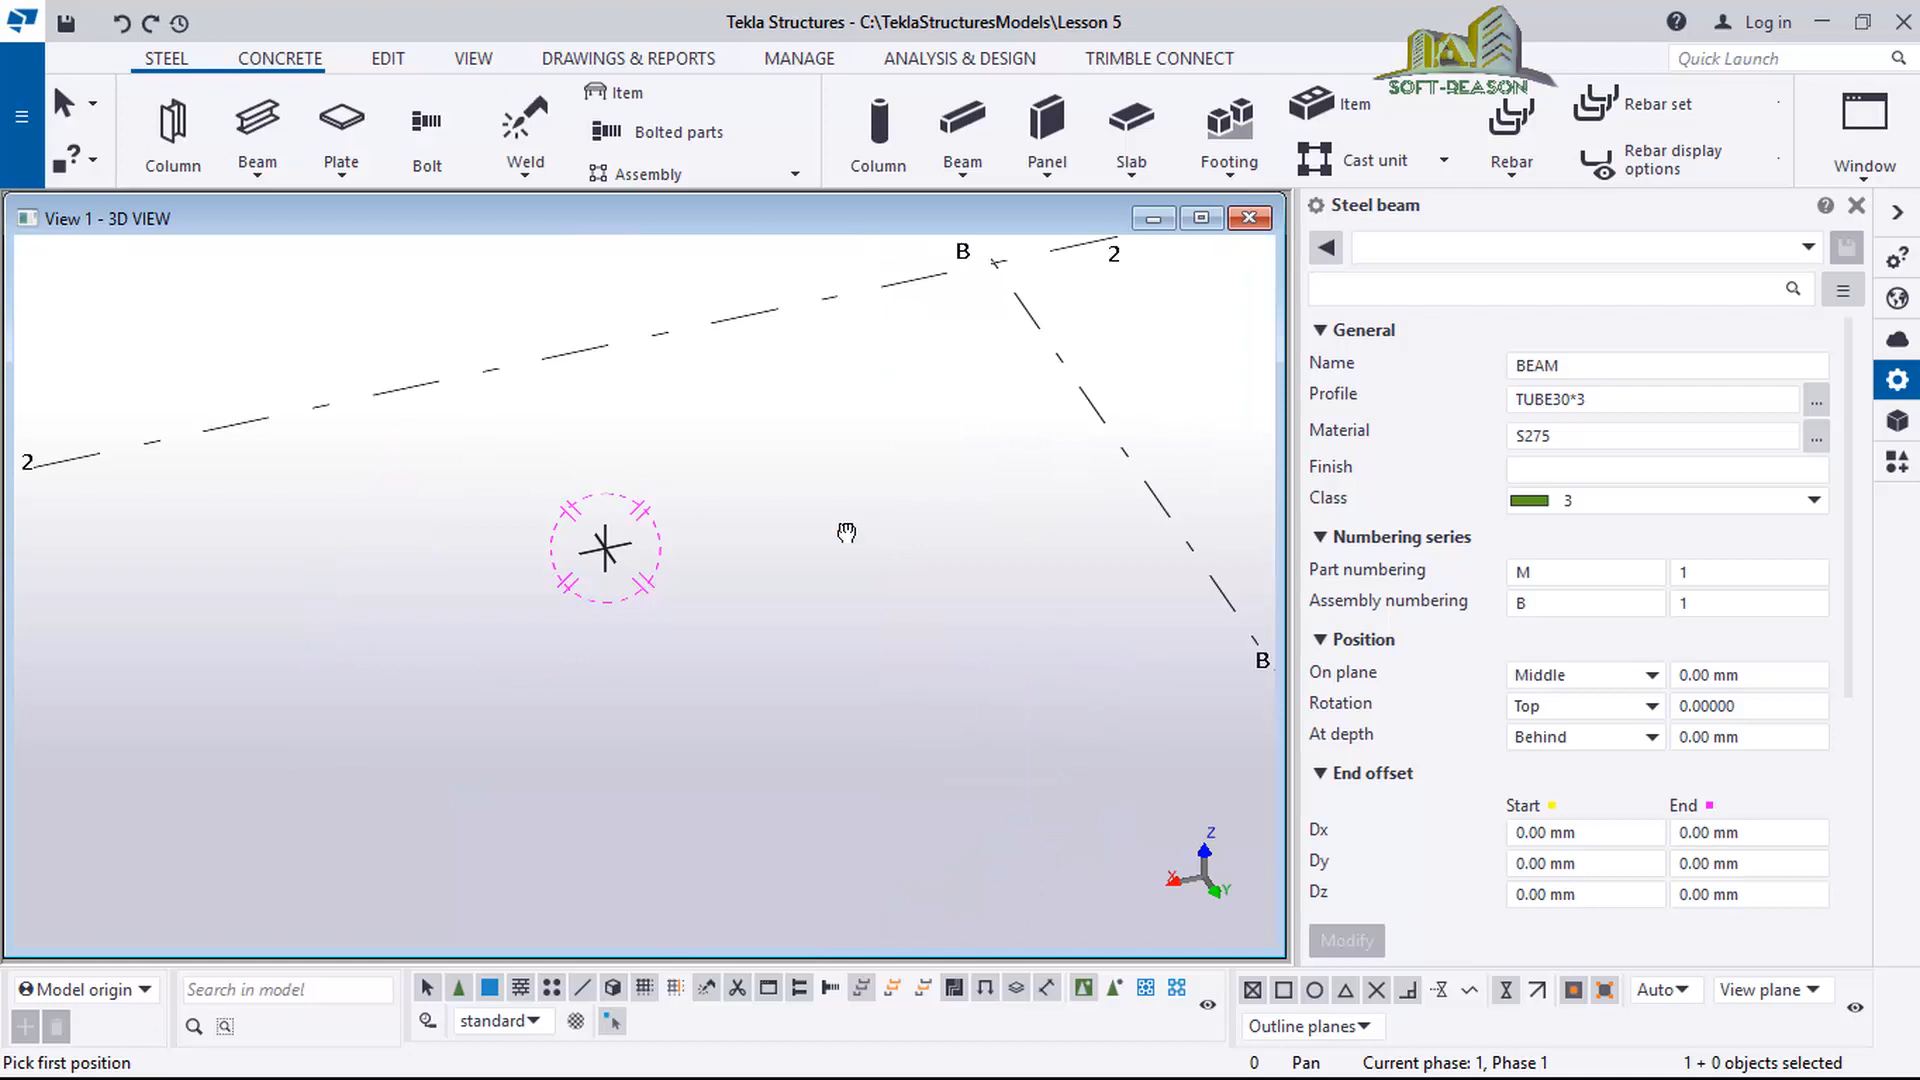 Tekla Structures - C:\TeklaStructuresModels\Lesson 5
Log in
STEEL
CONCRETE
EDIT
VIEW
DRAWINGS & REPORTS
MANAGE
ANALYSIS & DESIGN
TRIMBLE CONNECT
SOFT-REASON
Quick Launch
Column
Beam
Plate
Bolt
Weld
Item
Bolted parts
Assembly
Column
Beam
Panel
Slab
Footing
Item
Cast unit
Rebar
Rebar set
Rebar display
options
Window
View 1 - 3D VIEW
B
2
2
B
Z
X
Y
Steel beam
General
Name
BEAM
Profile
TUBE30*3
...
Material
S275
...
Finish
Class
3
Numbering series
Part numbering
M
1
Assembly numbering
B
1
Position
On plane
Middle
0.00 mm
Rotation
Top
0.00000
At depth
Behind
0.00 mm
End offset
Start
End
Dx
0.00 mm
0.00 mm
Dy
0.00 mm
0.00 mm
Dz
0.00 mm
0.00 mm
Modify
Model origin
Search in model
standard
Auto
View plane
Outline planes
Pick first position
0
Pan
Current phase: 1, Phase 1
1 + 0 objects selected